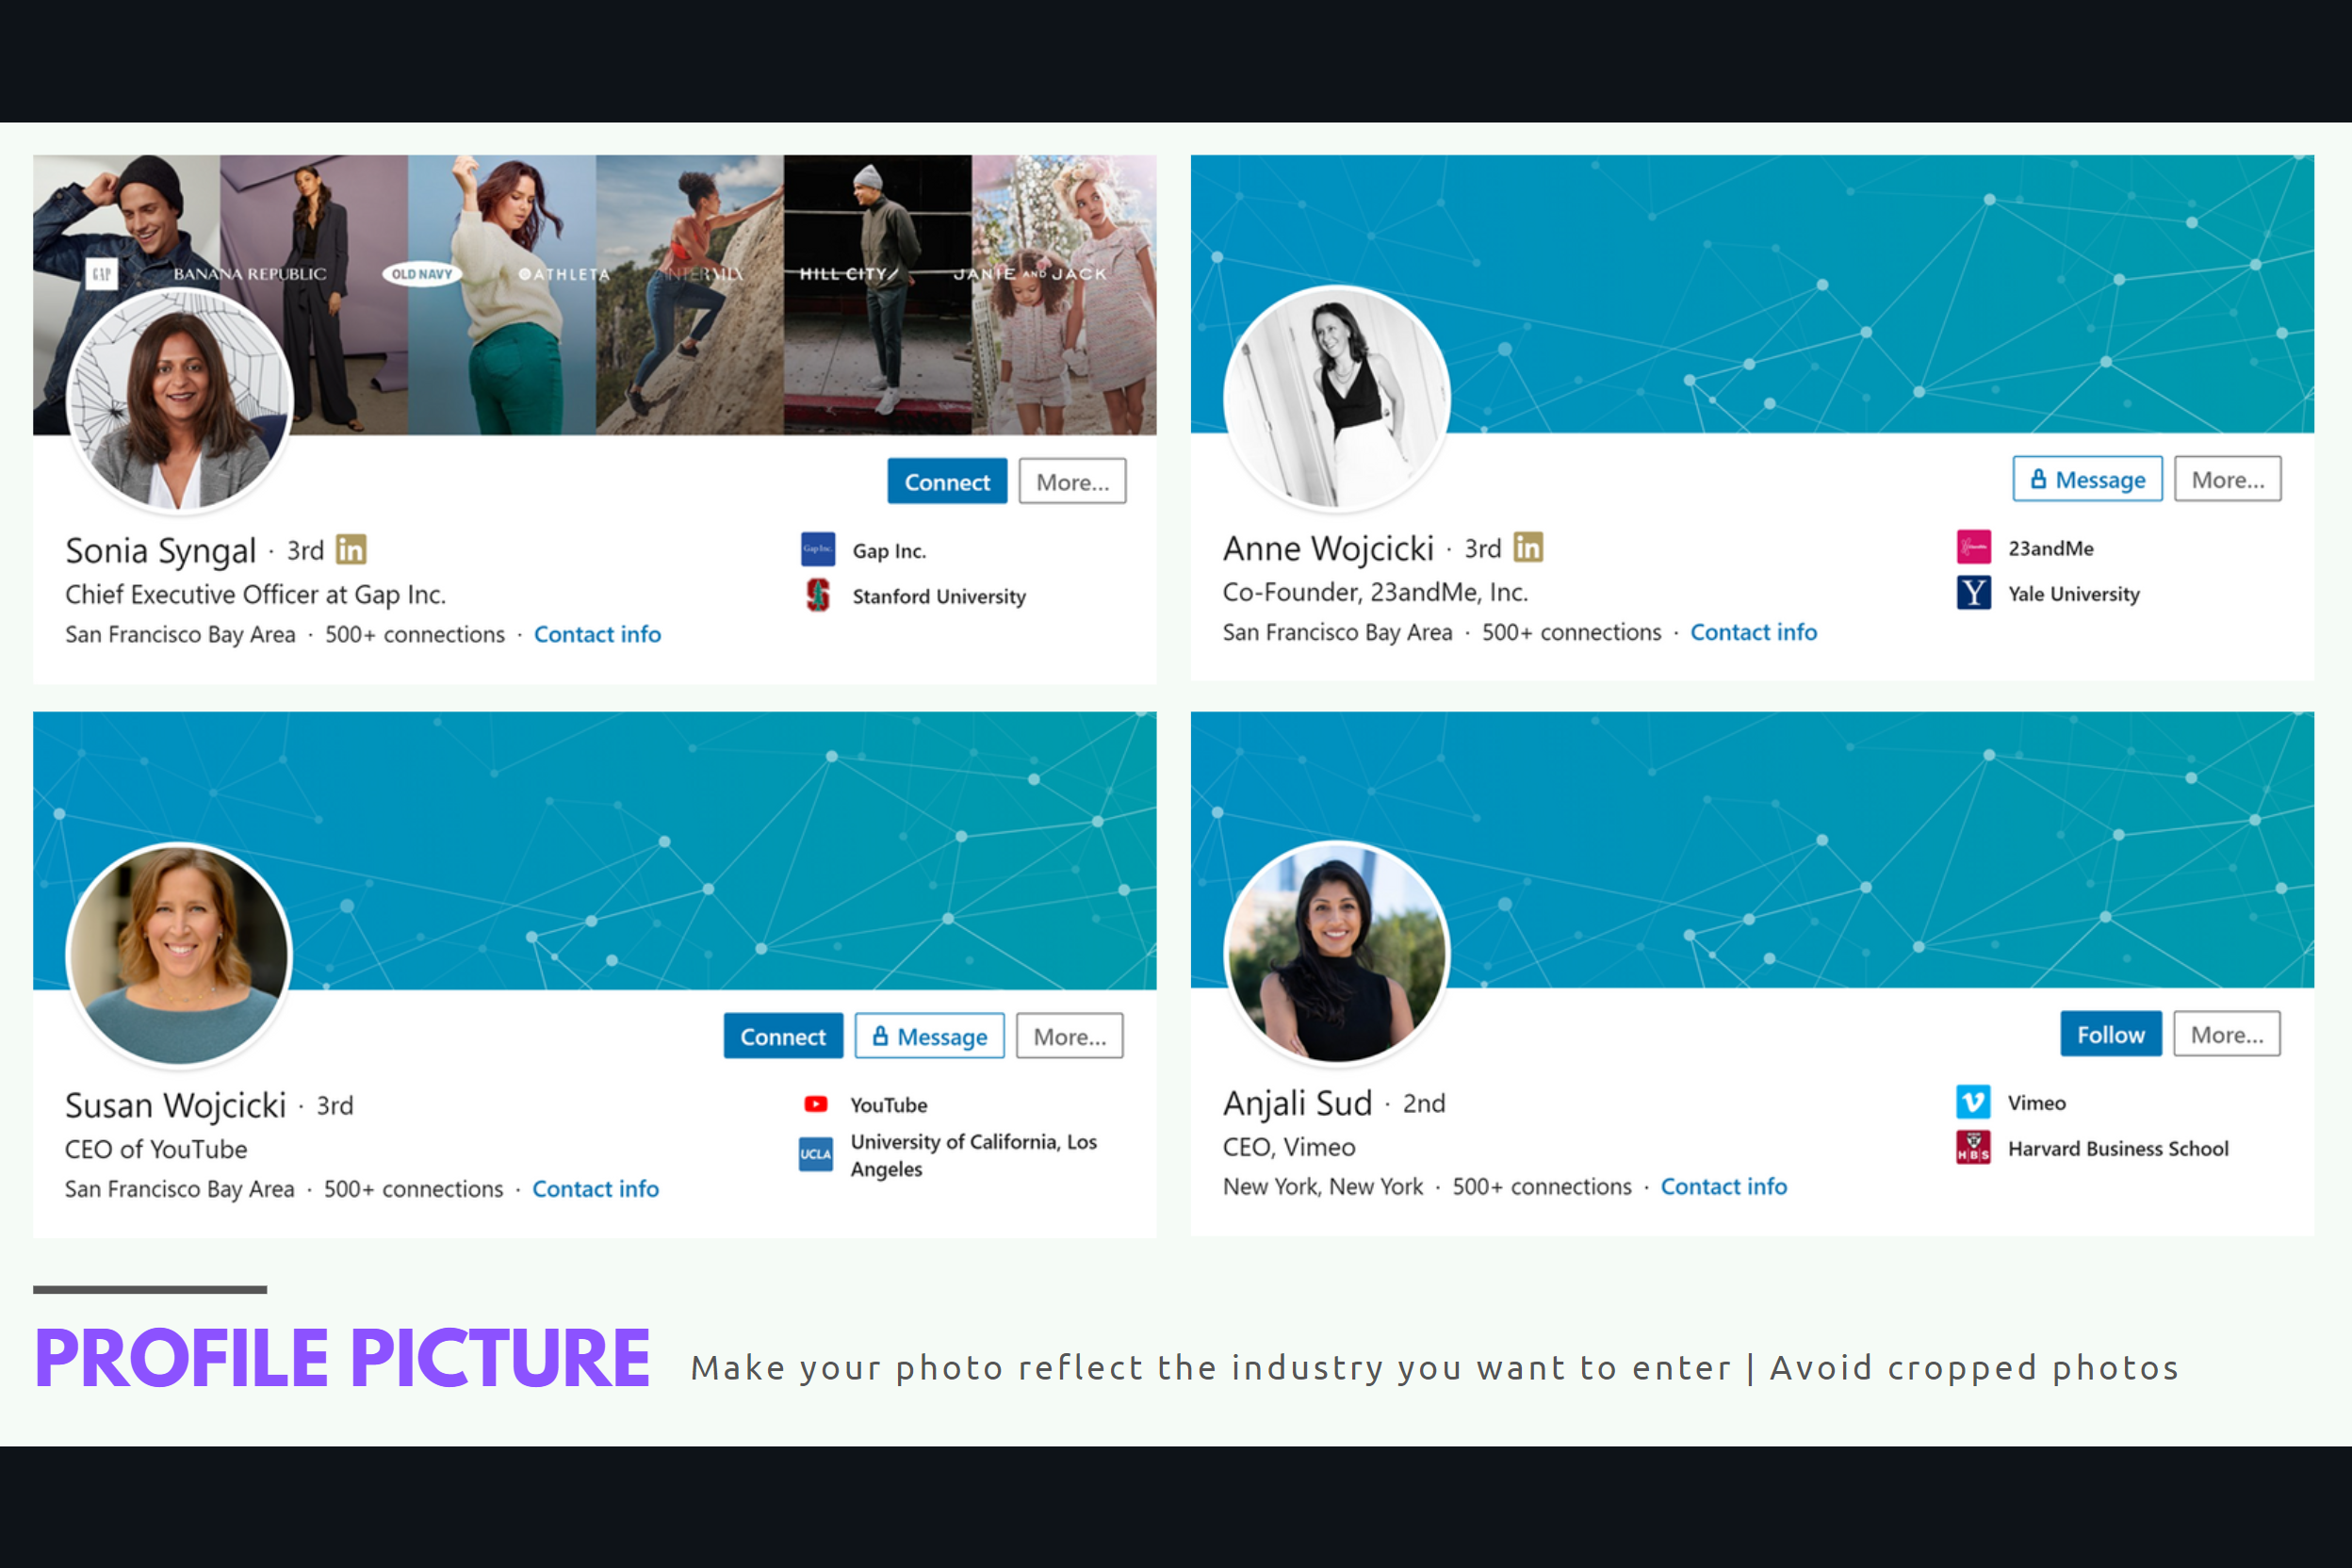 GAP
BANANA REPUBLIC
OLD NAVY
ATHLETA
INTERMIX
HILL CITY
JANIE AND JACK
Connect
More...
Sonia Syngal · 3rd in
Chief Executive Officer at Gap Inc.
San Francisco Bay Area · 500+ connections · Contact info
Gap Inc.
Gap Inc.
Stanford University
Message
More...
Anne Wojcicki · 3rd in
Co-Founder, 23andMe, Inc.
San Francisco Bay Area · 500+ connections · Contact info
23andMe
Y
Yale University
Connect
Message
More...
Susan Wojcicki · 3rd
CEO of YouTube
San Francisco Bay Area · 500+ connections · Contact info
YouTube
UCLA
University of California, Los
Angeles
Follow
More...
Anjali Sud · 2nd
CEO, Vimeo
New York, New York · 500+ connections · Contact info
Vimeo
HBS
Harvard Business School
PROFILE PICTURE
Make your photo reflect the industry you want to enter | Avoid cropped photos